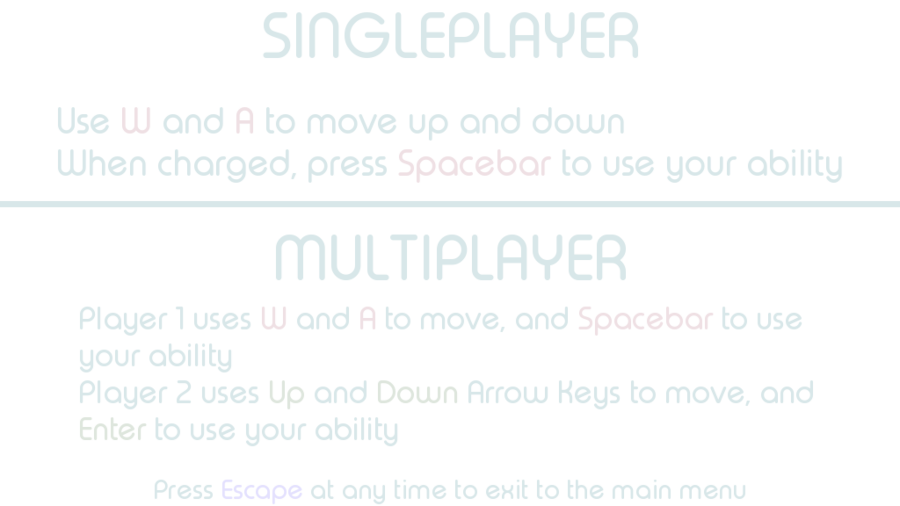 SINGLEPLAYER
Use W and A to move up and down
When charged, press Spacebar to use your ability
MULTIPLAYER
Player 1 uses W and A to move, and Spacebar to use
your ability
Player 2 uses Up and Down Arrow Keys to move, and
Enter to use your ability
Press Escape at any time to exit to the main menu